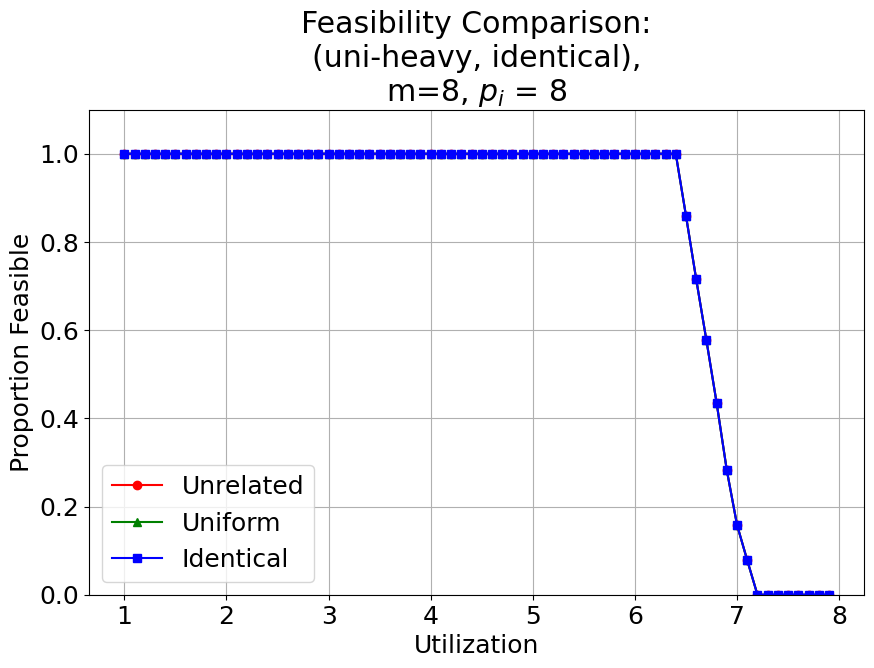 Feasibility Comparison:
(uni-heavy, identical),
m=8, $p_i$ = 8
Proportion Feasible
1.0
0.8
0.6
0.4
0.2
0.0
Unrelated
Uniform
Identical
1 2 3 4 5 6 7 8
Utilization